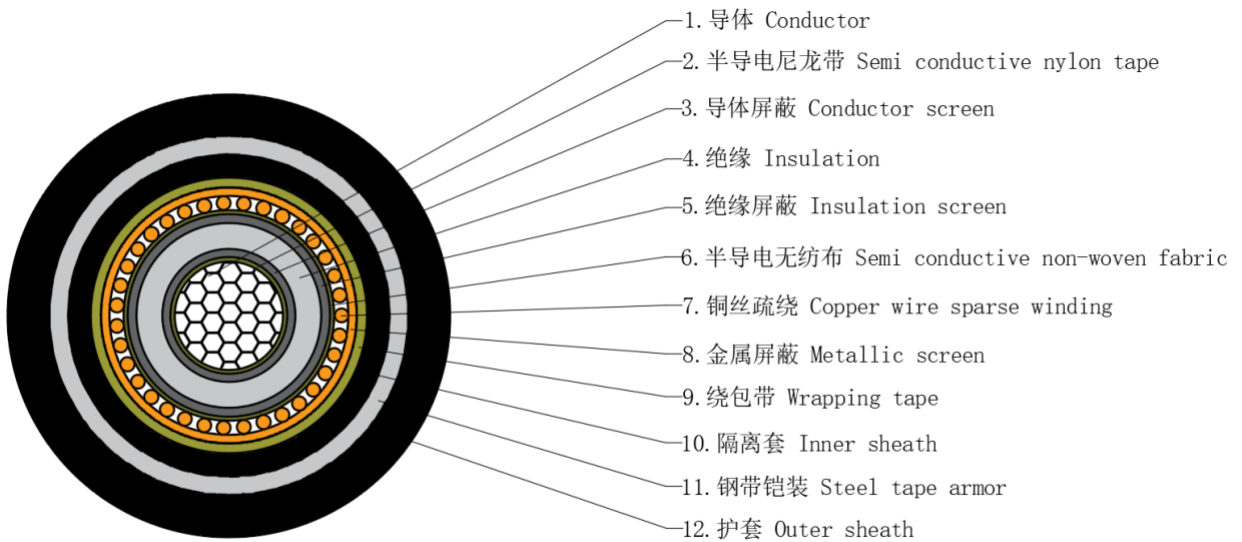 1.导体 Conductor
2.半导电尼龙带 Semi conductive nylon tape
3.导体屏蔽 Conductor screen
4.绝缘 Insulation
5.绝缘屏蔽 Insulation screen
6.半导电无纺布 Semi conductive non-woven fabric
7.铜丝疏绕 Copper wire sparse winding
8.金属屏蔽 Metallic screen
9.绕包带 Wrapping tape
10.隔离套 Inner sheath
11.钢带铠装 Steel tape armor
12.护套 Outer sheath